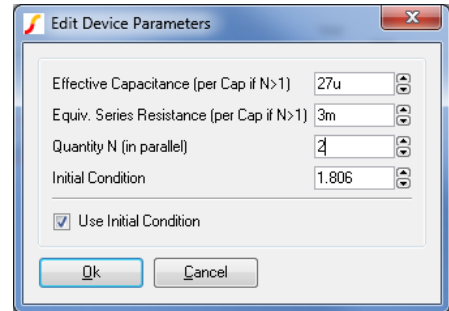 Edit Device Parameters
Effective Capacitance (per Cap if N>1) 27u
Equiv. Series Resistance (per Cap if N>1) 3m
Quantity N (in parallel) 2
Initial Condition 1.806
Use Initial Condition
Ok Cancel